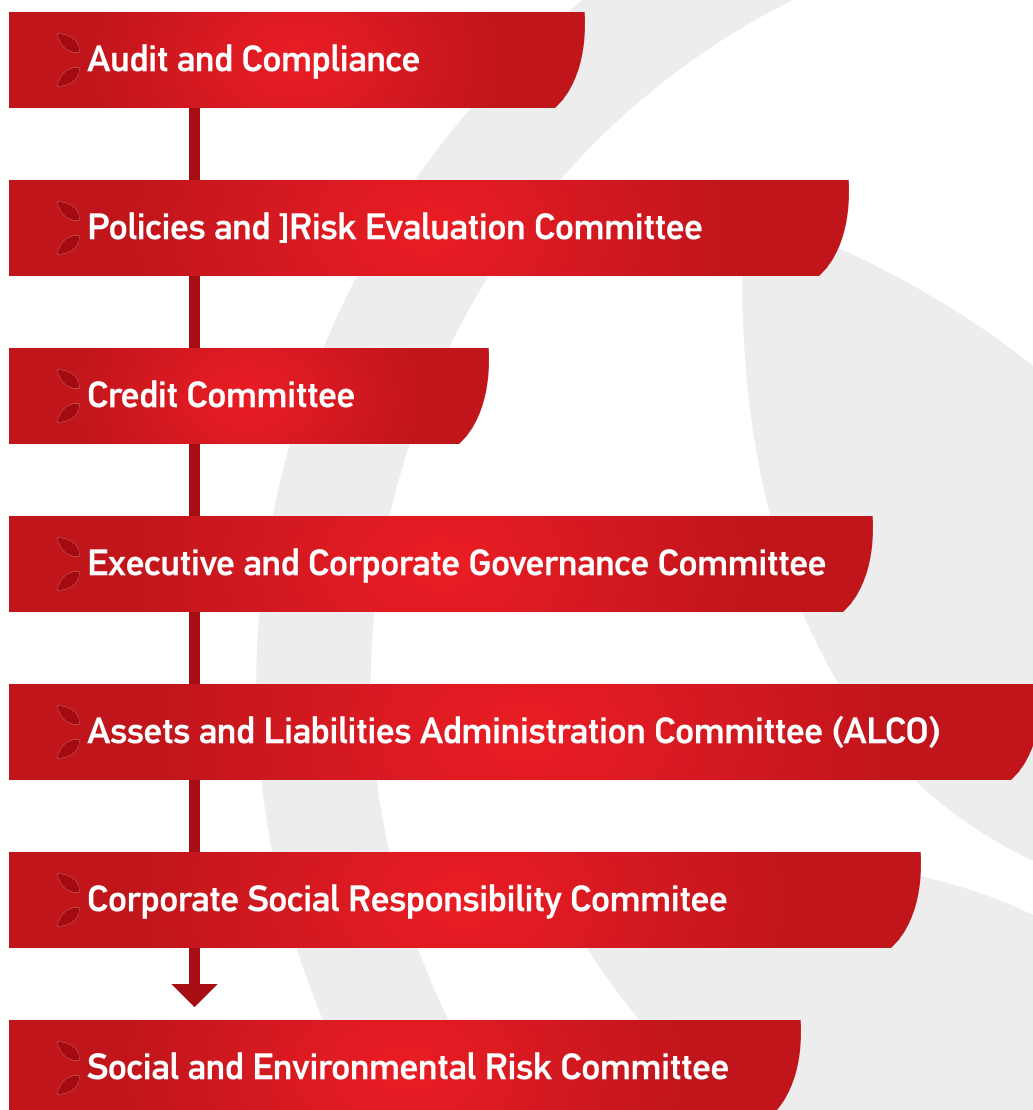 Audit and Compliance
Policies and ]Risk Evaluation Committee
Credit Committee
Executive and Corporate Governance Committee
Assets and Liabilities Administration Committee (ALCO)
Corporate Social Responsibility Commitee
Social and Environmental Risk Committee